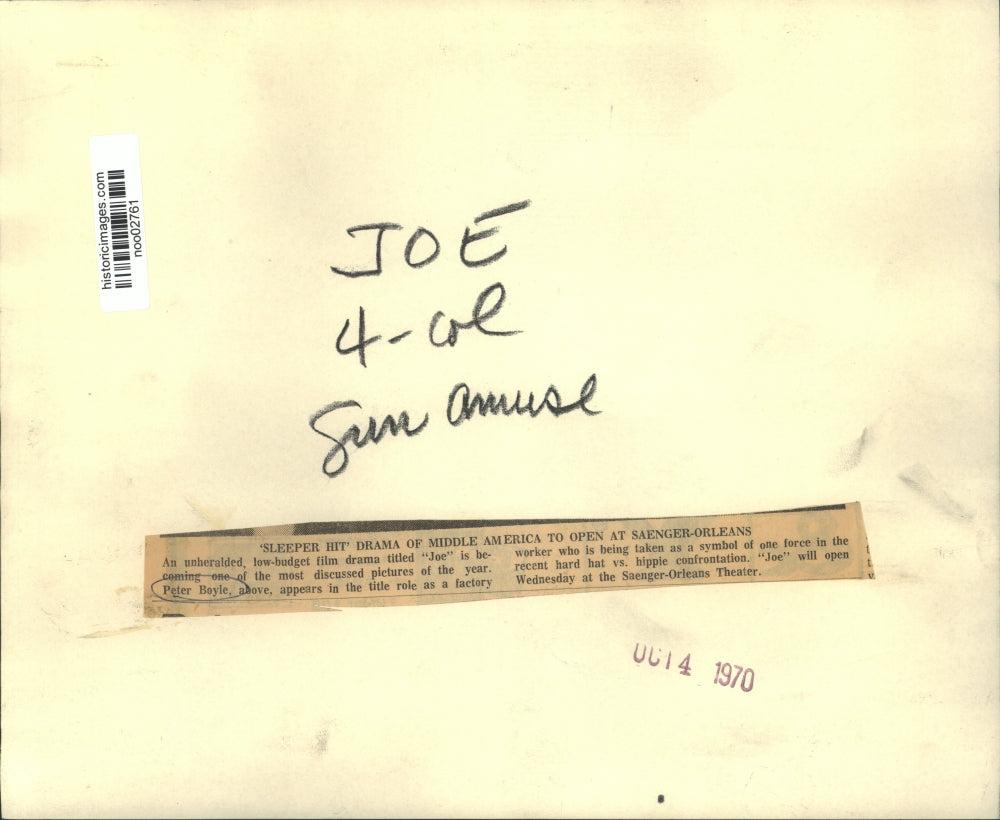 historicimages.com
noo02761
JOE
4-col
Sun Amuse
'SLEEPER HIT' DRAMA OF MIDDLE AMERICA TO OPEN AT SAENGER-ORLEANS
An unheralded, low-budget film drama titled "Joe" is be-
coming one of the most discussed pictures of the year.
Peter Boyle, above, appears in the title role as a factory
worker who is being taken as a symbol of one force in the
recent hard hat vs. hippie confrontation. "Joe" will open
Wednesday at the Saenger-Orleans Theater.
OCT 4 1970